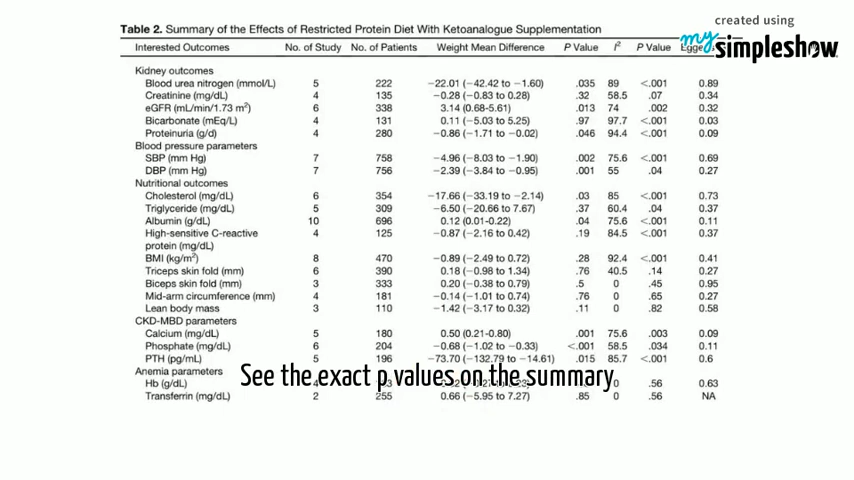 created using
mysimpleshow
Table 2. Summary of the Effects of Restricted Protein Diet With Ketoanalogue Supplementation
Interested Outcomes No. of Study No. of Patients Weight Mean Difference P Value I² P Value Egger
Kidney outcomes
Blood urea nitrogen (mmol/L) 5 222 −22.01 (−42.42 to −1.60) .035 89 <.001 0.89
Creatinine (mg/dL) 4 135 −0.28 (−0.83 to 0.28) .32 58.5 .07 0.34
eGFR (mL/min/1.73 m²) 6 338 3.14 (0.68-5.61) .013 74 .002 0.32
Bicarbonate (mEq/L) 4 131 0.11 (−5.03 to 5.25) .97 97.7 <.001 0.03
Proteinuria (g/d) 4 280 −0.86 (−1.71 to −0.02) .046 94.4 <.001 0.09
Blood pressure parameters
SBP (mm Hg) 7 758 −4.96 (−8.03 to −1.90) .002 75.6 <.001 0.69
DBP (mm Hg) 7 756 −2.39 (−3.84 to −0.95) .001 55 .04 0.27
Nutritional outcomes
Cholesterol (mg/dL) 6 354 −17.66 (−33.19 to −2.14) .03 85 <.001 0.73
Triglyceride (mg/dL) 5 309 −6.50 (−20.66 to 7.67) .37 60.4 .04 0.37
Albumin (g/dL) 10 696 0.12 (0.01-0.22) .04 75.6 <.001 0.11
High-sensitive C-reactive 4 125 −0.87 (−2.16 to 0.42) .19 84.5 <.001 0.37
protein (mg/dL)
BMI (kg/m²) 8 470 −0.89 (−2.49 to 0.72) .28 92.4 <.001 0.41
Triceps skin fold (mm) 6 390 0.18 (−0.98 to 1.34) .76 40.5 .14 0.27
Biceps skin fold (mm) 3 333 0.20 (−0.38 to 0.79) .5 0 .45 0.95
Mid-arm circumference (mm) 4 181 −0.14 (−1.01 to 0.74) .76 0 .65 0.27
Lean body mass 3 110 −1.42 (−3.17 to 0.32) .11 0 .82 0.58
CKD-MBD parameters
Calcium (mg/dL) 5 180 0.50 (0.21-0.80) .001 75.6 .003 0.09
Phosphate (mg/dL) 6 204 −0.68 (−1.02 to −0.33) <.001 58.5 .034 0.11
PTH (pg/mL) 5 196 −73.70 (−132.79 to −14.61) .015 85.7 <.001 0.6
Anemia parameters
See the exact p values on the summary
Hb (g/dL) 0 .56 0.63
Transferrin (mg/dL) 2 255 0.66 (−5.95 to 7.27) .85 0 .56 NA